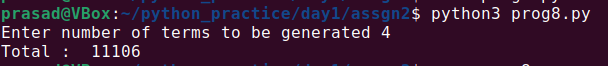 prasad@VBox:~/python_practice/day1/assgn2$ python3 prog8.py
Enter number of terms to be generated 4
Total :  11106